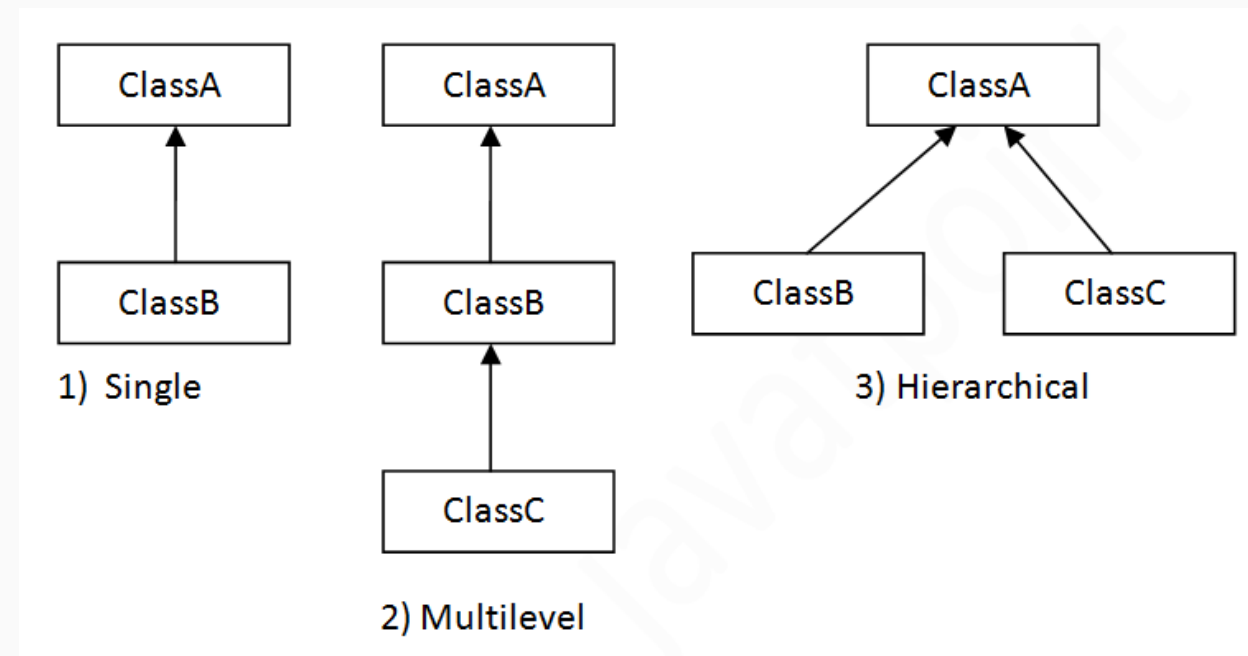 ClassA
ClassB
1) Single
ClassA
ClassB
ClassC
2) Multilevel
ClassA
ClassB
ClassC
3) Hierarchical